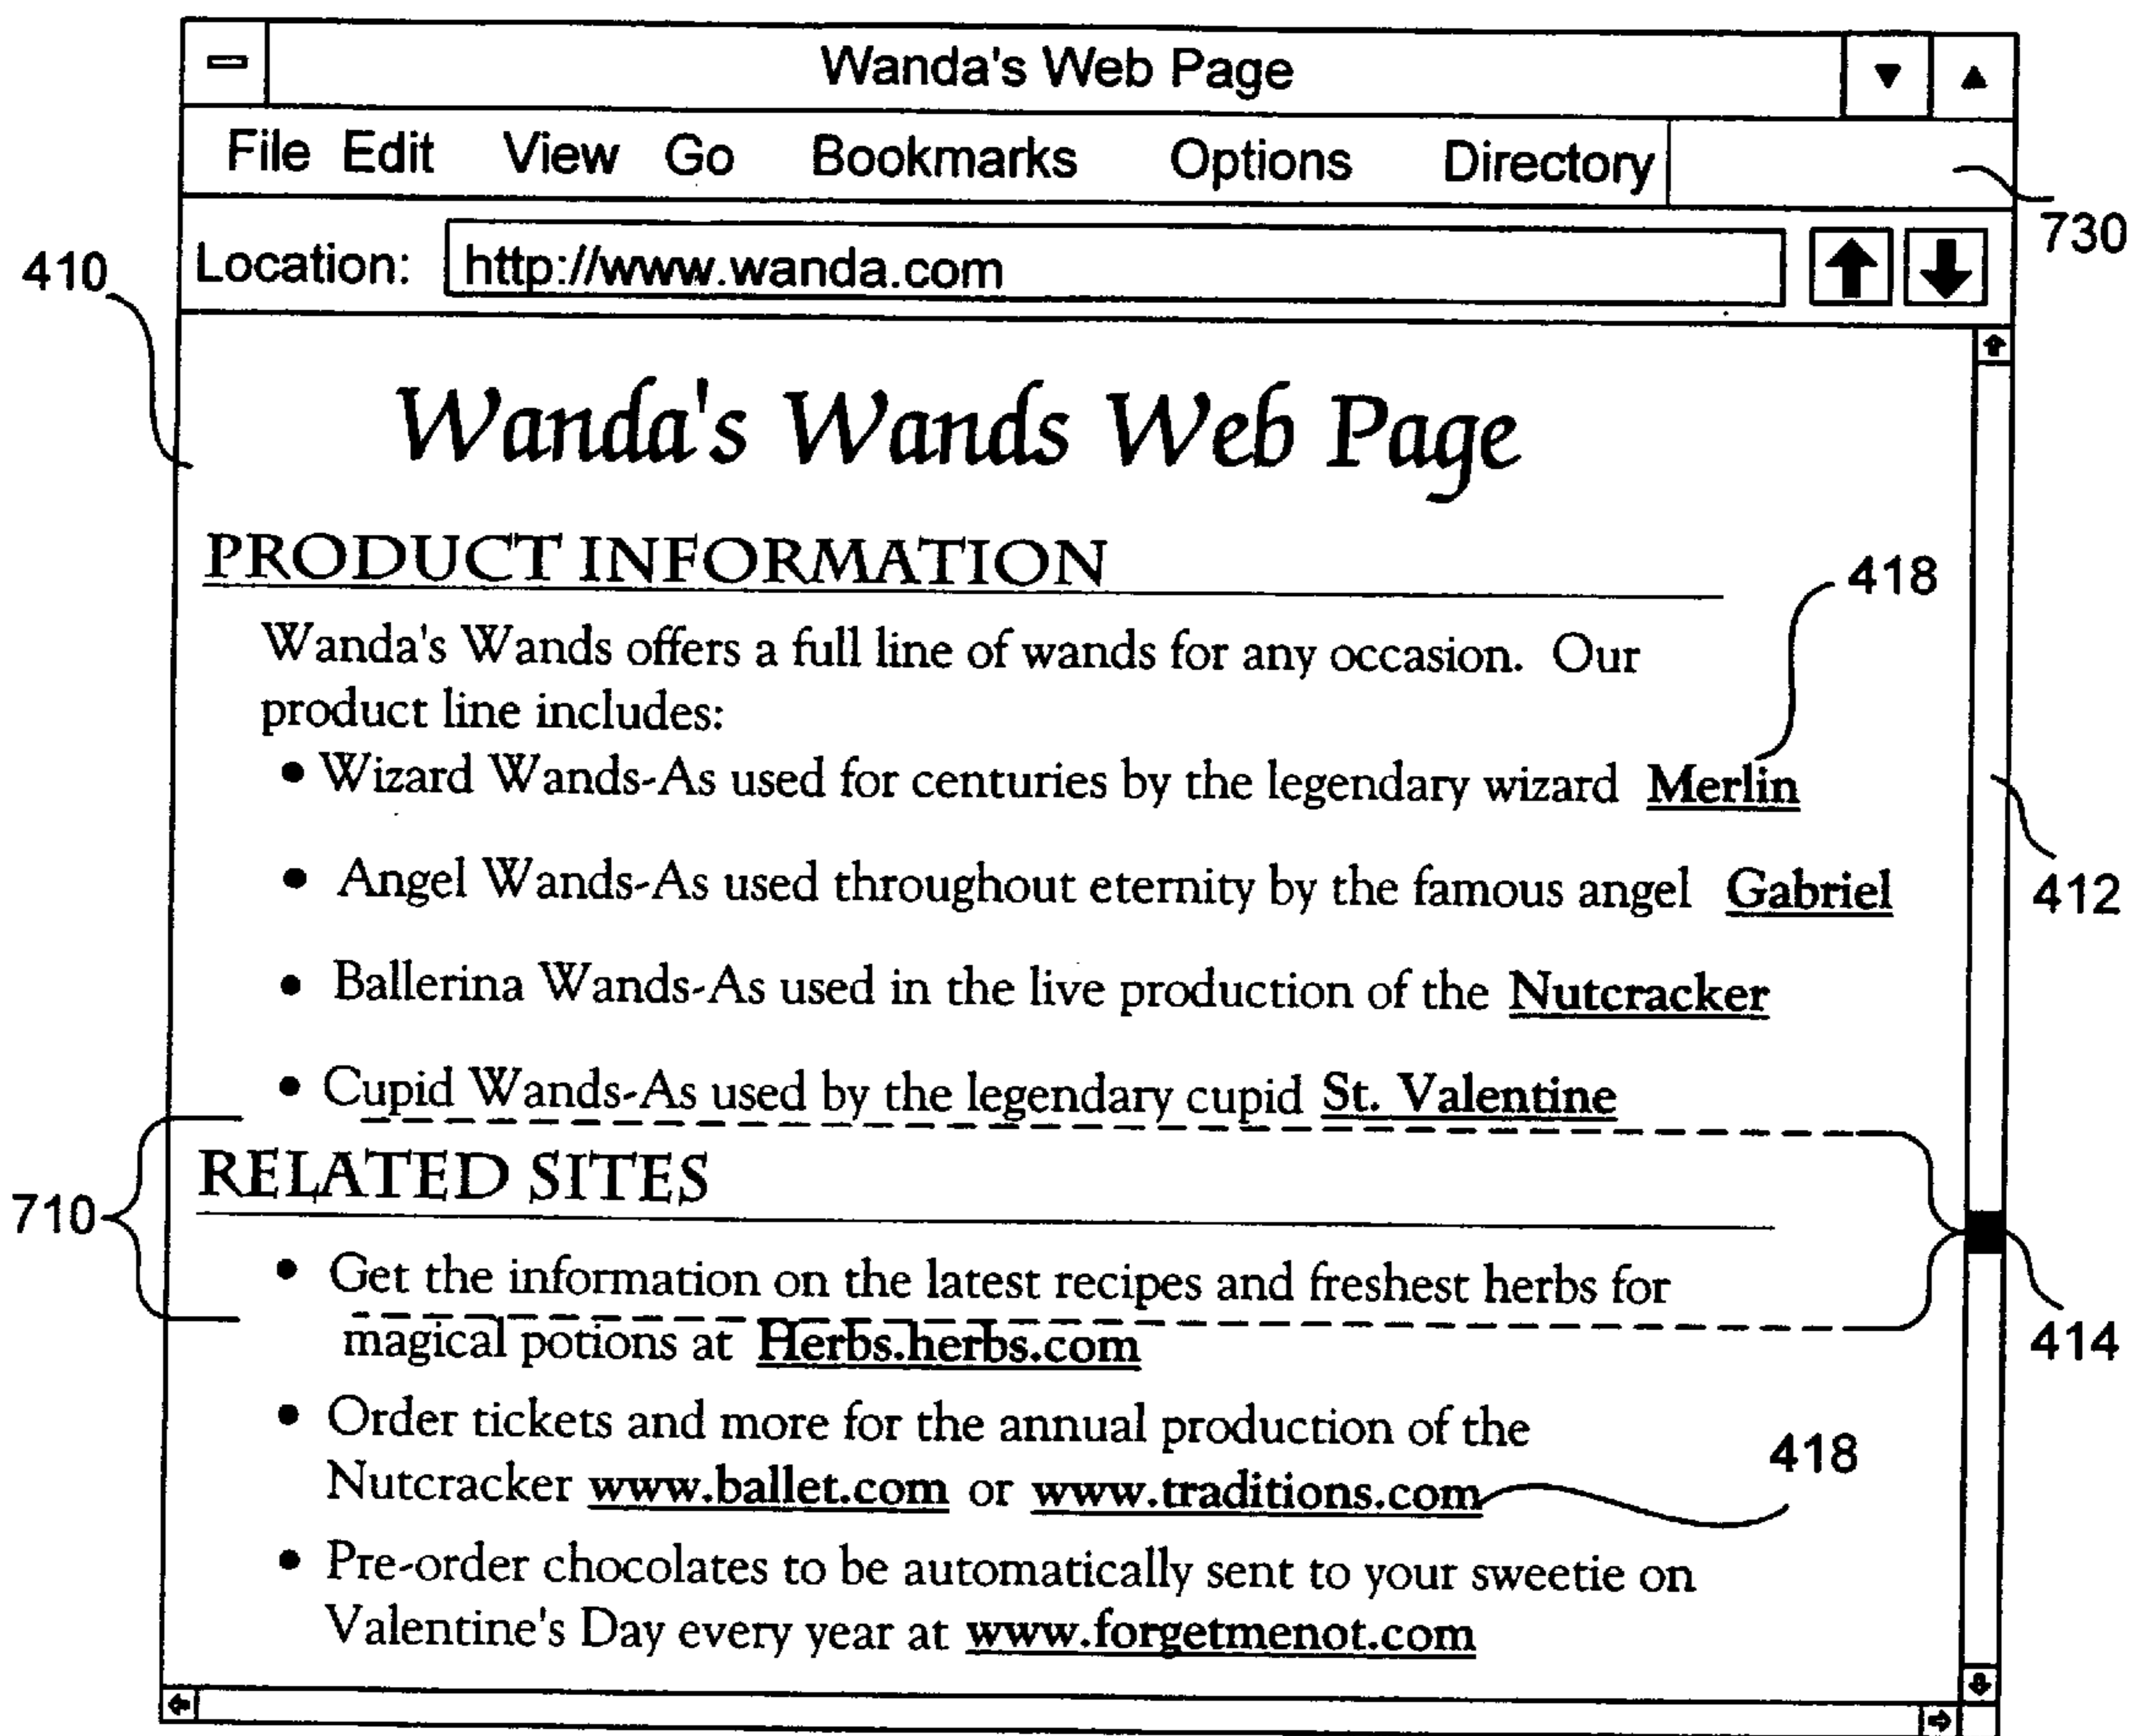 Wanda's Web Page
File Edit View Go Bookmarks Options Directory
730
Location: http://www.wanda.com
410
Wanda's Wands Web Page
PRODUCT INFORMATION
418
Wanda's Wands offers a full line of wands for any occasion. Our
product line includes:
• Wizard Wands-As used for centuries by the legendary wizard Merlin
• Angel Wands-As used throughout eternity by the famous angel Gabriel
412
• Ballerina Wands-As used in the live production of the Nutcracker
• Cupid Wands-As used by the legendary cupid St. Valentine
RELATED SITES
710
• Get the information on the latest recipes and freshest herbs for
magical potions at Herbs.herbs.com
414
• Order tickets and more for the annual production of the
418
Nutcracker www.ballet.com or www.traditions.com
• Pre-order chocolates to be automatically sent to your sweetie on
Valentine's Day every year at www.forgetmenot.com